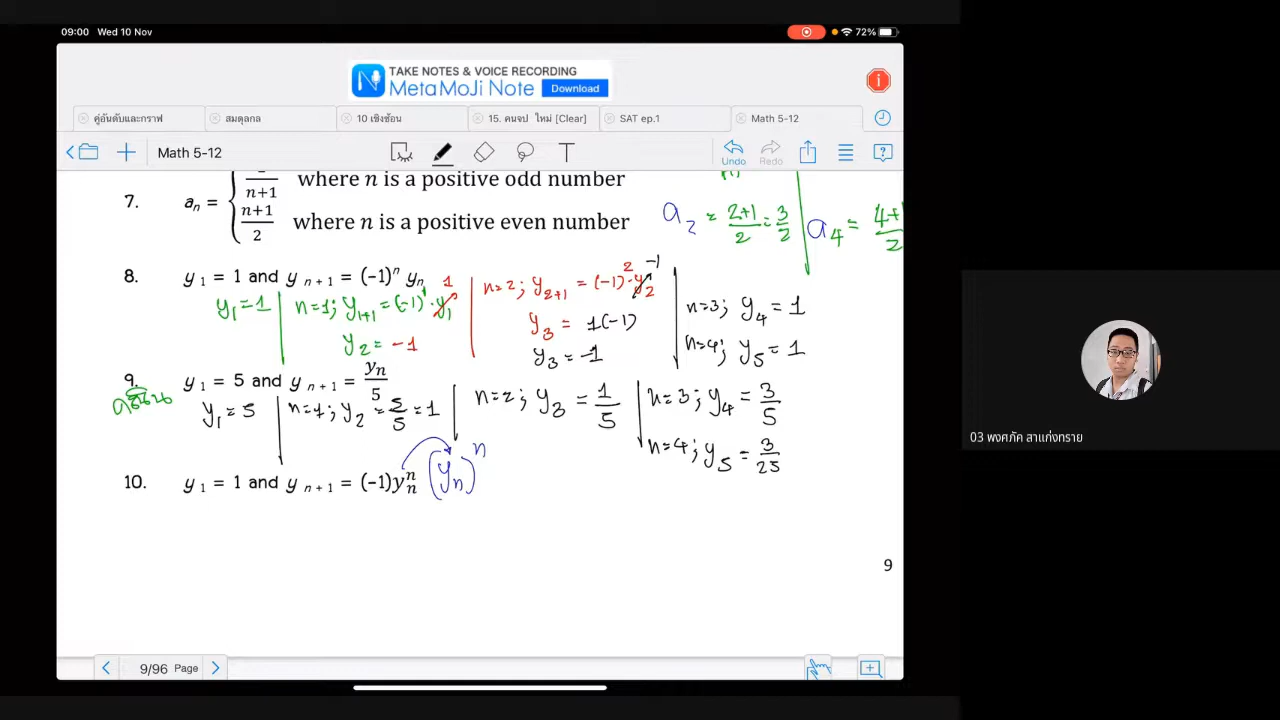 09:00 Wed 10 Nov
72%
TAKE NOTES & VOICE RECORDING
MetaMoJi Note Download
คู่อันดับและกราฟ
สมดุลกล
10 เชิงซ้อน
15. คนจป ใหม่ [Clear]
SAT ep.1
Math 5-12
Math 5-12
Undo
Redo
7. aₙ = { n+1 where n is a positive odd number
n+1/2 where n is a positive even number
a₂ = 2+1/2 = 3/2
a₄ = 4+1/2
8. y₁ = 1 and yₙ₊₁ = (−1)ⁿ yₙ
y₁ = 1
n=1; y₁₊₁ = (−1)¹·y₁ 1
y₂ = −1
n=2; y₂₊₁ = (−1)²·y₂ −1
y₃ = 1(−1)
y₃ = −1
n=3; y₄ = 1
n=4; y₅ = 1
9. y₁ = 5 and yₙ₊₁ = yₙ/5
y₁ = 5
n=1; y₂ = 5/5 = 1
n=2; y₃ = 1/5
n=3; y₄ = 3/5
n=4; y₅ = 3/25
10. y₁ = 1 and yₙ₊₁ = (−1)yₙⁿ (yₙ)ⁿ
9
9/96 Page
03 พงศภัค สาแก่งทราย